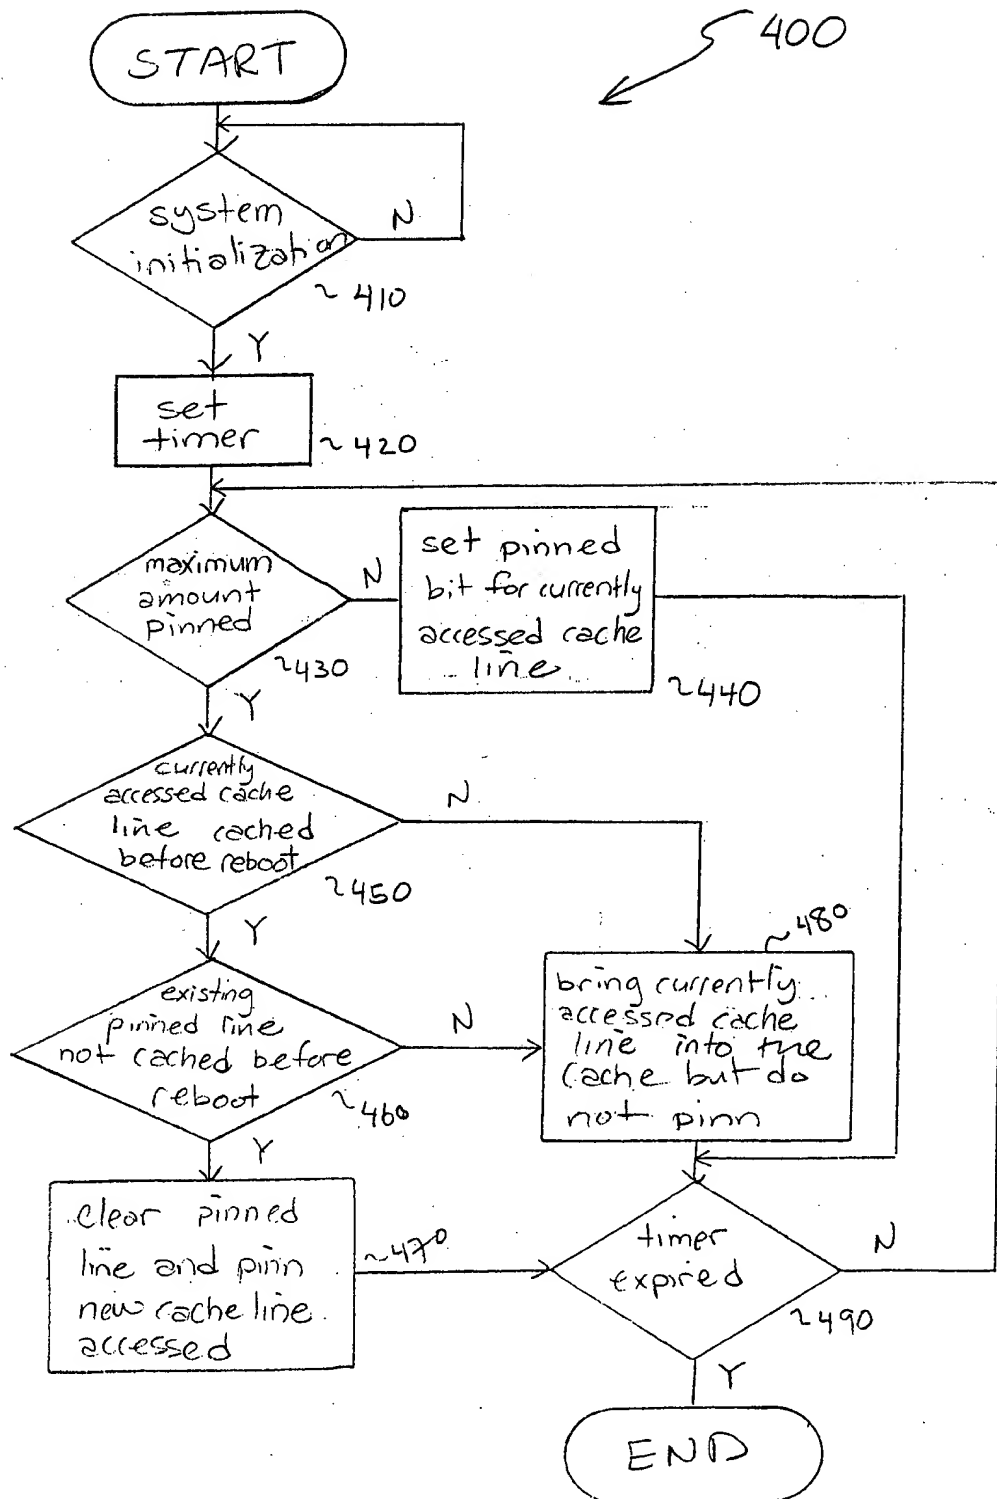 START
400
system
initialization
N
~410
Y
set
timer
~420
maximum
amount
pinned
N
~430
set pinned
bit for currently
accessed cache
line
~440
Y
currently
accessed cache
line cached
before reboot
N
~450
Y
~480
existing
pinned line
not cached before
reboot
N
~460
bring currently
accessed cache
line into the
cache but do
not pinn
Y
clear pinned
line and pinn
new cache line
accessed
~470
timer
expired
N
~490
Y
END